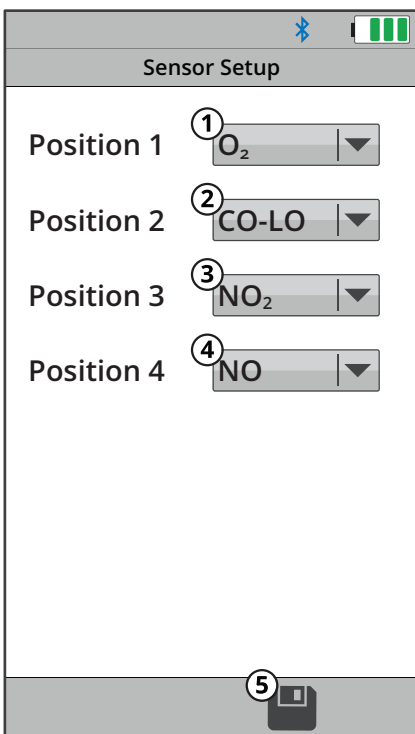 Sensor Setup
1
Position 1 O₂
2
Position 2 CO-LO
3
Position 3 NO₂
4
Position 4 NO
5